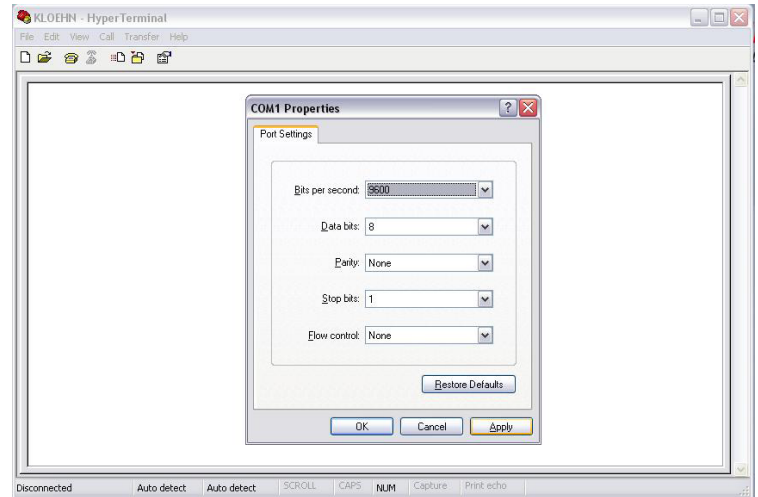 KLOEHN - HyperTerminal
File Edit View Call Transfer Help
COM1 Properties
Port Settings
Bits per second: 9600
Data bits: 8
Parity: None
Stop bits: 1
Flow control: None
Restore Defaults
OK Cancel Apply
Disconnected Auto detect Auto detect SCROLL CAPS NUM Capture Print echo